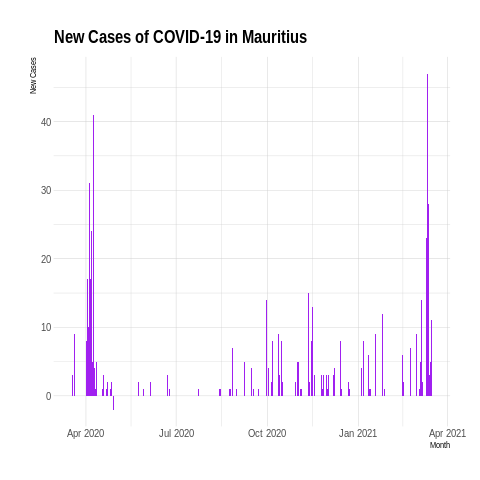 New Cases of COVID-19 in Mauritius
New Cases
40
30
20
10
0
Apr 2020
Jul 2020
Oct 2020
Jan 2021
Apr 2021
Month